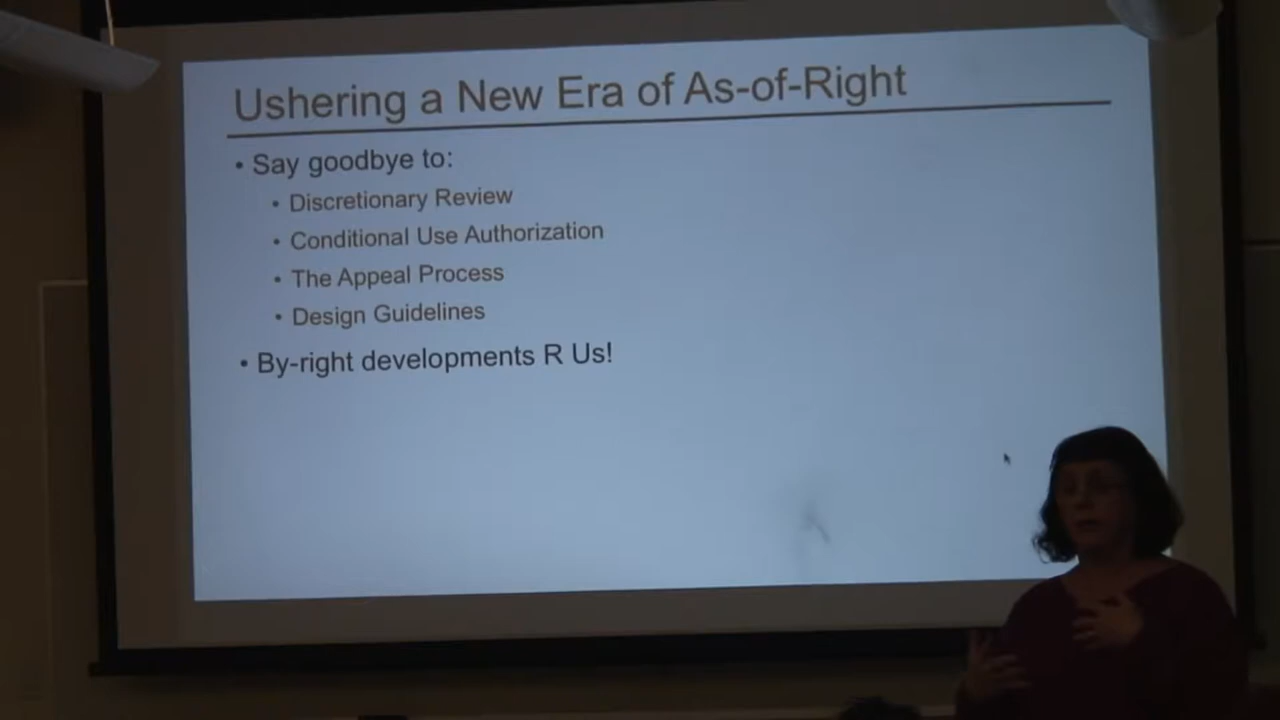 Ushering a New Era of As-of-Right
• Say goodbye to:
• Discretionary Review
• Conditional Use Authorization
• The Appeal Process
• Design Guidelines
• By-right developments R Us!